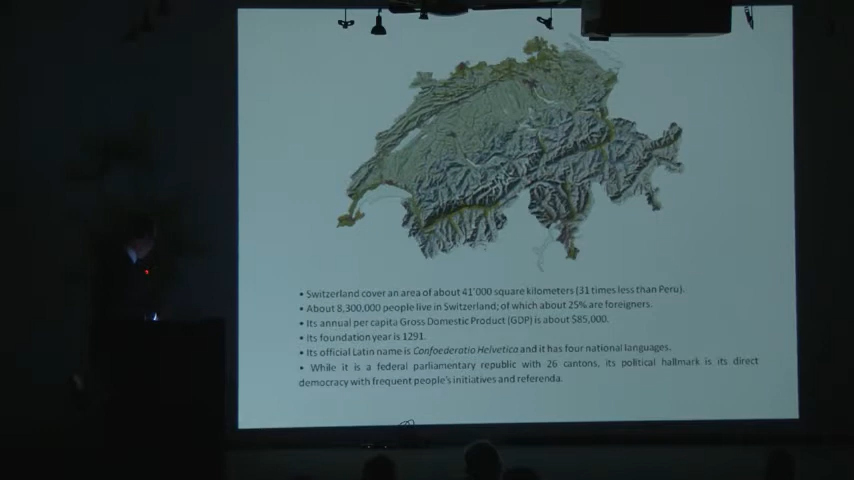 • Switzerland cover an area of about 41'000 square kilometers (31 times less than Peru).
• About 8,300,000 people live in Switzerland; of which about 25% are foreigners.
• Its annual per capita Gross Domestic Product (GDP) is about $85,000.
• Its foundation year is 1291.
• Its official Latin name is Confoederatio Helvetica and it has four national languages.
• While it is a federal parliamentary republic with 26 cantons, its political hallmark is its direct
democracy with frequent people's initiatives and referenda.